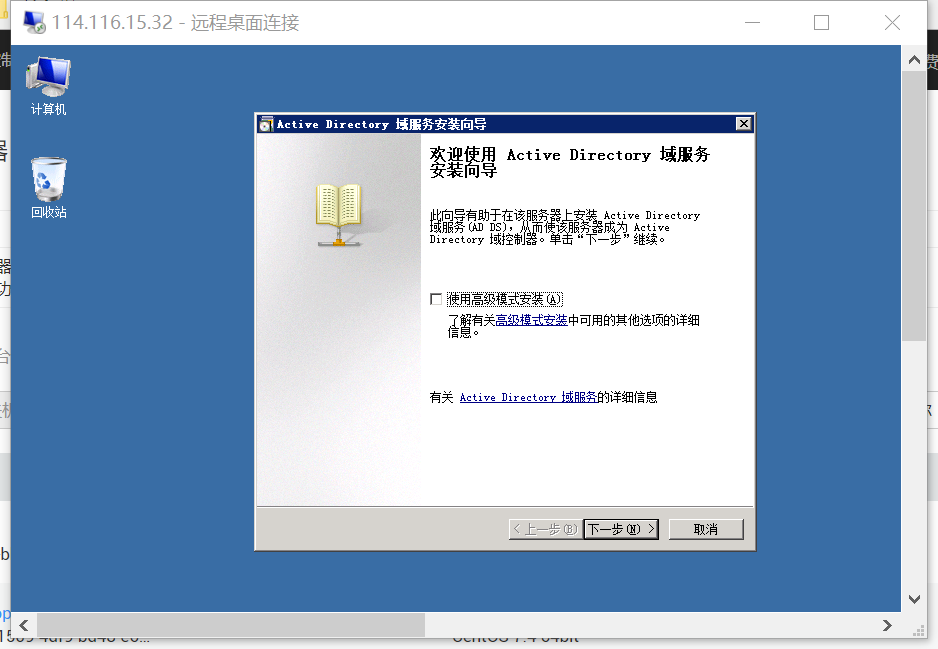 114.116.15.32 - 远程桌面连接
计算机
回收站
Active Directory 域服务安装向导
欢迎使用 Active Directory 域服务
安装向导
此向导有助于在该服务器上安装 Active Directory
域服务(AD DS)，从而使该服务器成为 Active
Directory 域控制器。单击“下一步”继续。
使用高级模式安装(A)
了解有关高级模式安装中可用的其他选项的详细
信息。
有关 Active Directory 域服务的详细信息
< 上一步(B)
下一步(N) >
取消